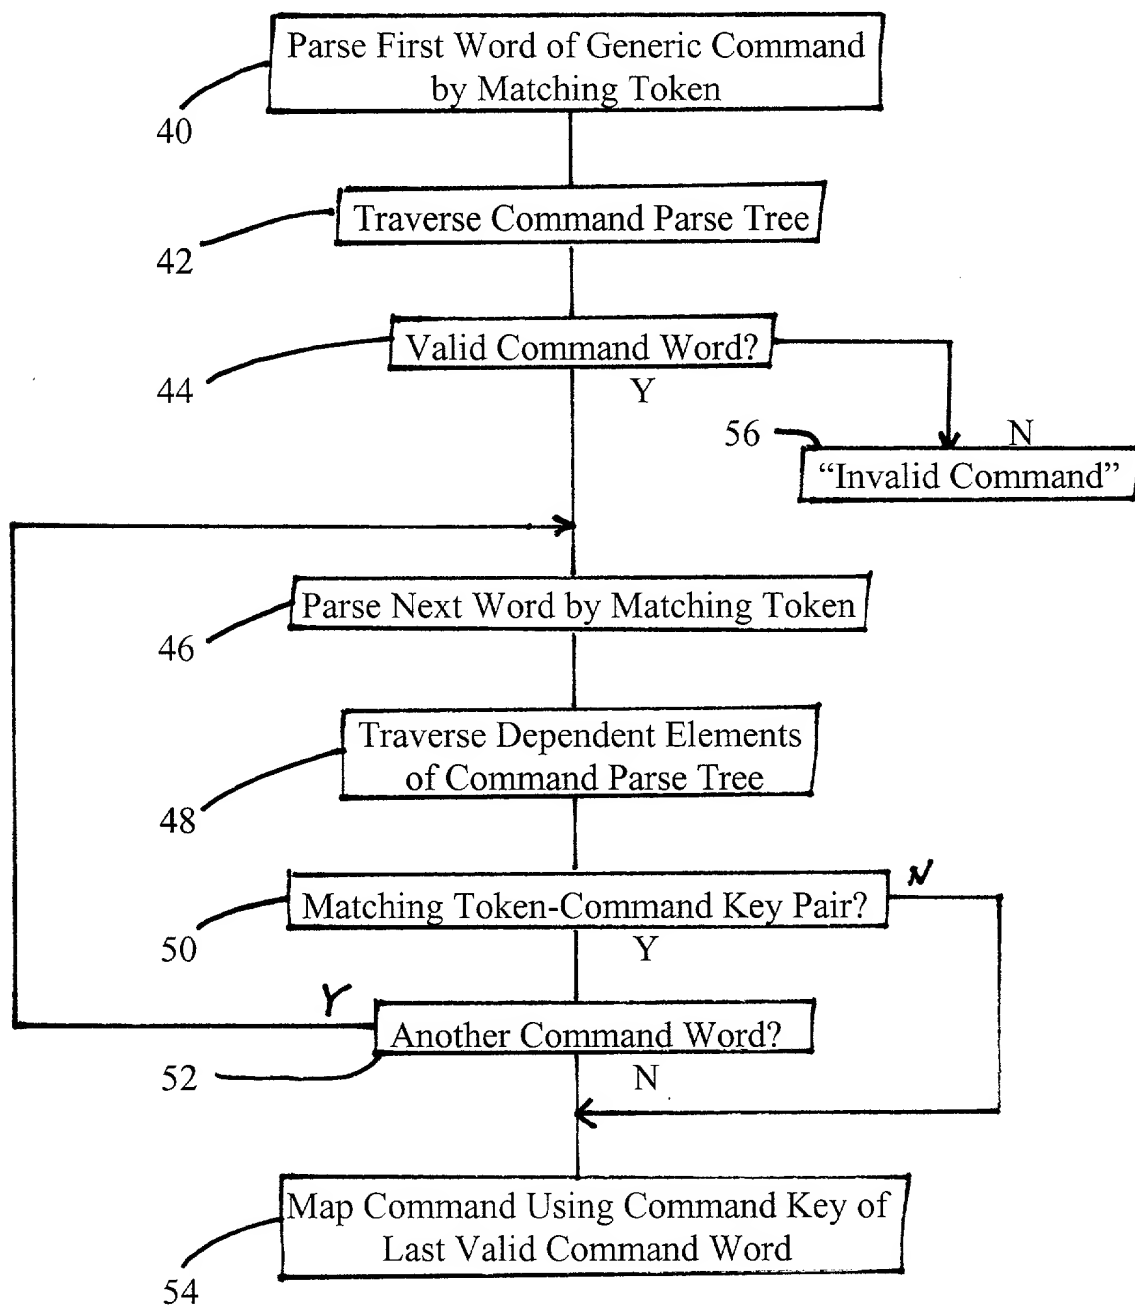 Parse First Word of Generic Command
by Matching Token
40
Traverse Command Parse Tree
42
Valid Command Word?
44
Y
56
N
“Invalid Command”
Parse Next Word by Matching Token
46
Traverse Dependent Elements
of Command Parse Tree
48
N
Matching Token-Command Key Pair?
50
Y
Y
Another Command Word?
52
N
Map Command Using Command Key of
Last Valid Command Word
54